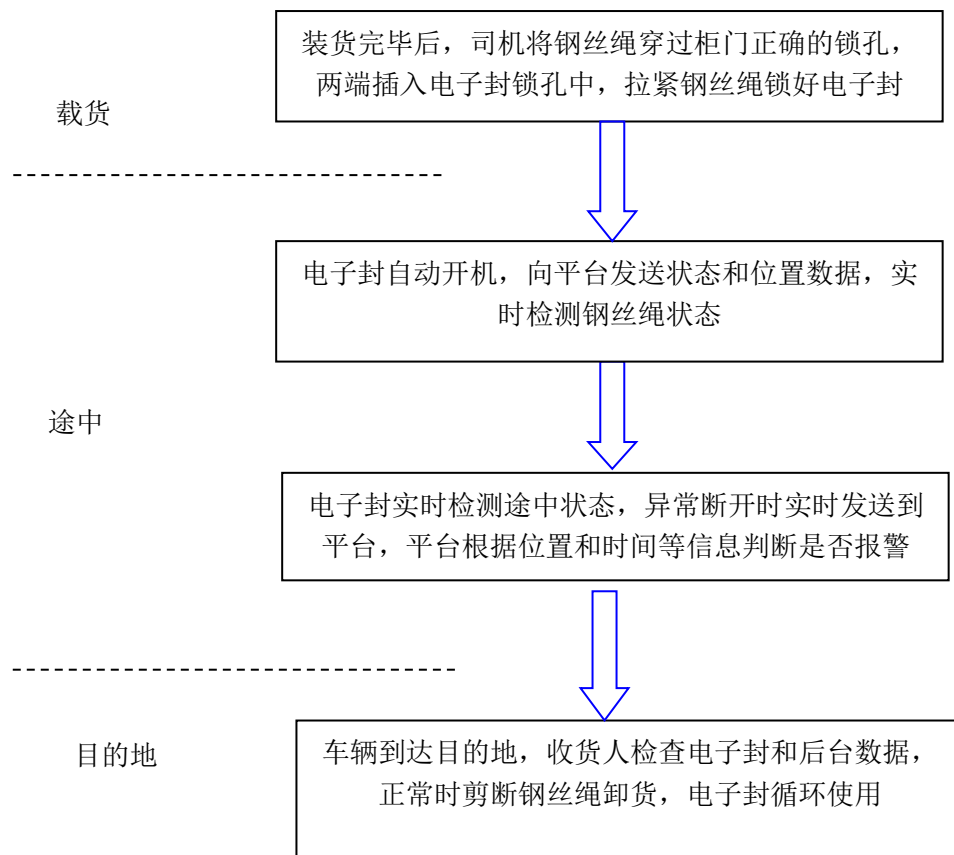 装货完毕后，司机将钢丝绳穿过柜门正确的锁孔，
两端插入电子封锁孔中，拉紧钢丝绳锁好电子封
载货
电子封自动开机，向平台发送状态和位置数据，实
时检测钢丝绳状态
途中
电子封实时检测途中状态，异常断开时实时发送到
平台，平台根据位置和时间等信息判断是否报警
目的地
车辆到达目的地，收货人检查电子封和后台数据，
正常时剪断钢丝绳卸货，电子封循环使用